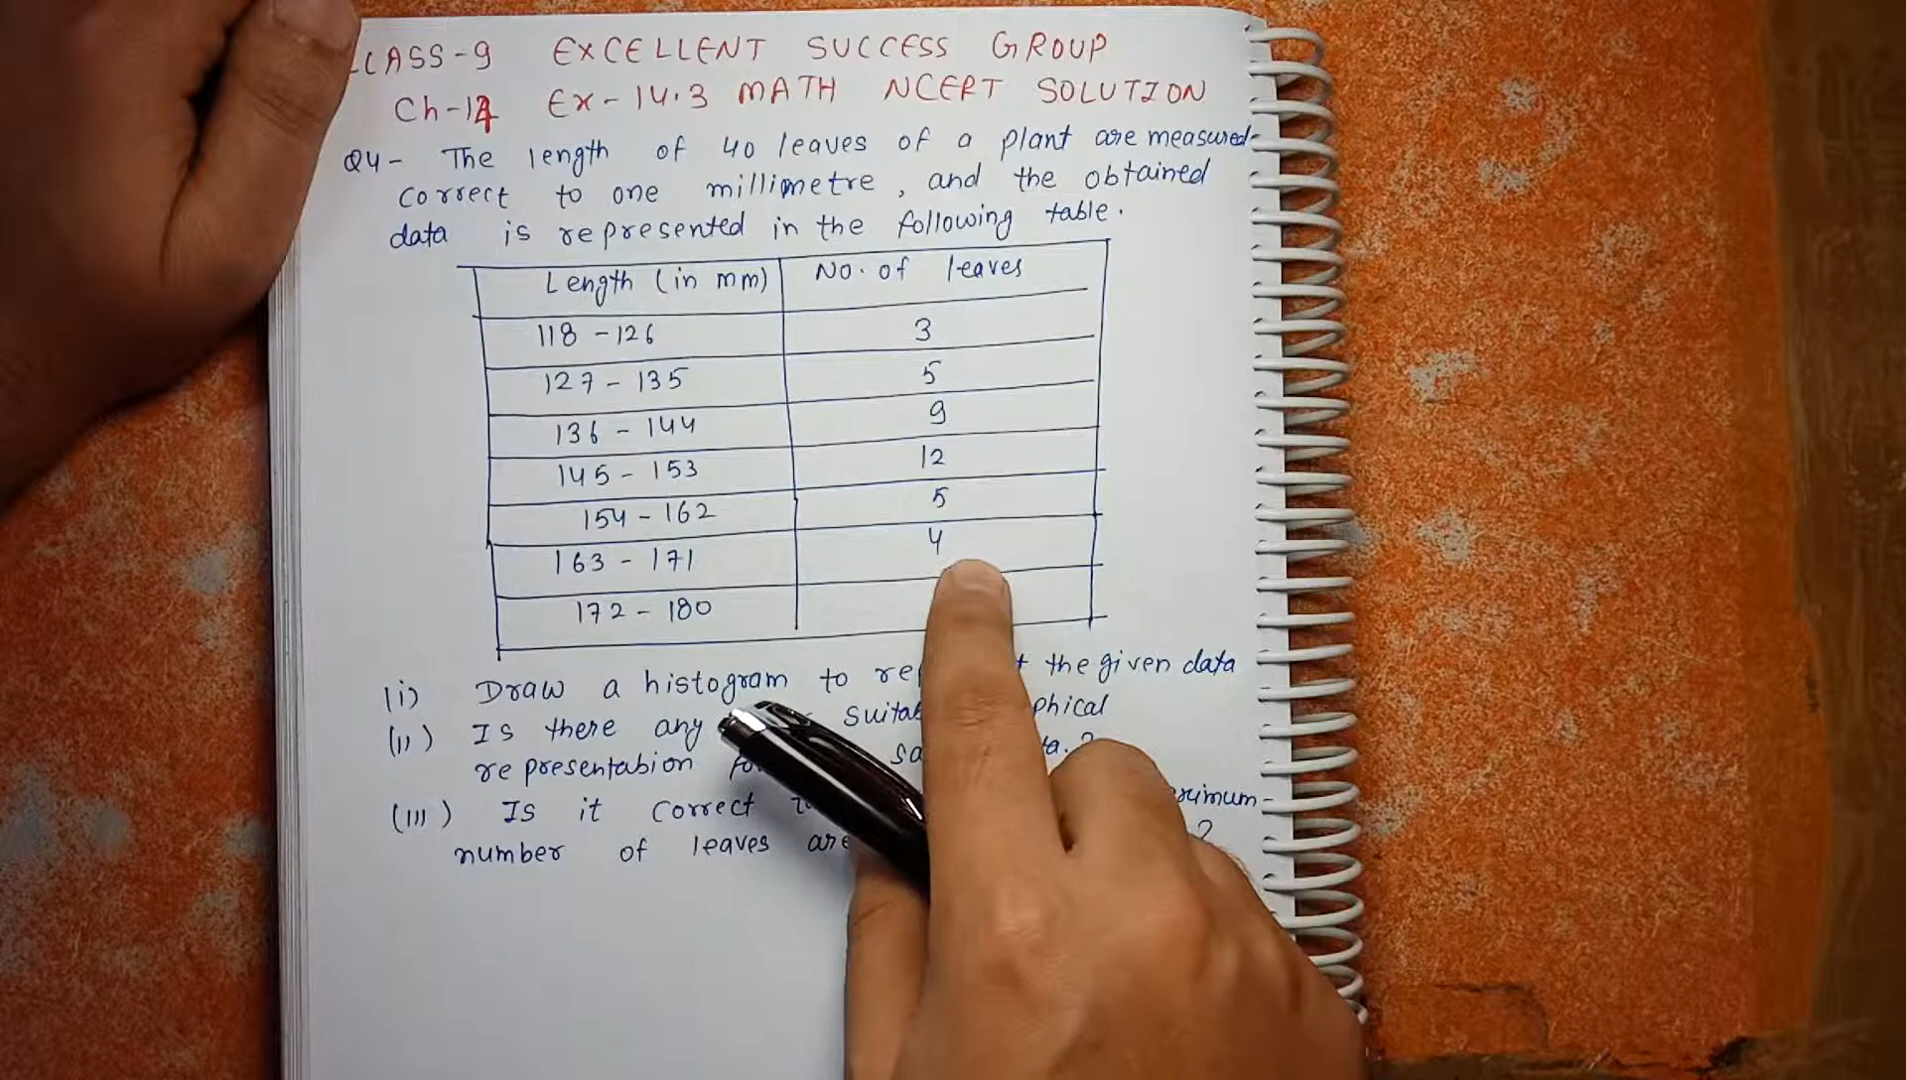 CLASS-9 EXCELLENT SUCCESS GROUP
Ch-14 Ex-14.3 MATH NCERT SOLUTION
Q4- The length of 40 leaves of a plant are measured
correct to one millimetre, and the obtained
data is represented in the following table.
Length (in mm) No. of leaves
118-126 3
127-135 5
136-144 9
145-153 12
154-162 5
163-171 4
172-180
(i) Draw a histogram to the given data
(ii) Is there any
representation
(iii) Is it correct
number of leaves are ?